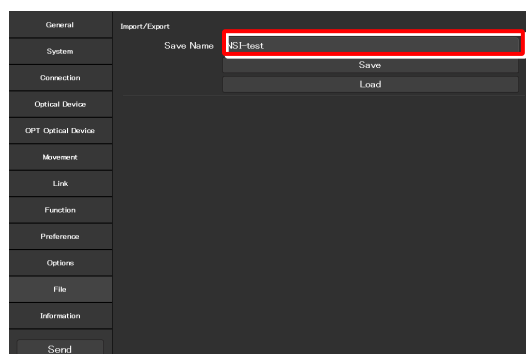 General
Import/Export
Save Name
NSI-test
Save
Load
System
Connection
Optical Device
OPT Optical Device
Movement
Link
Function
Preference
Options
File
Information
Send